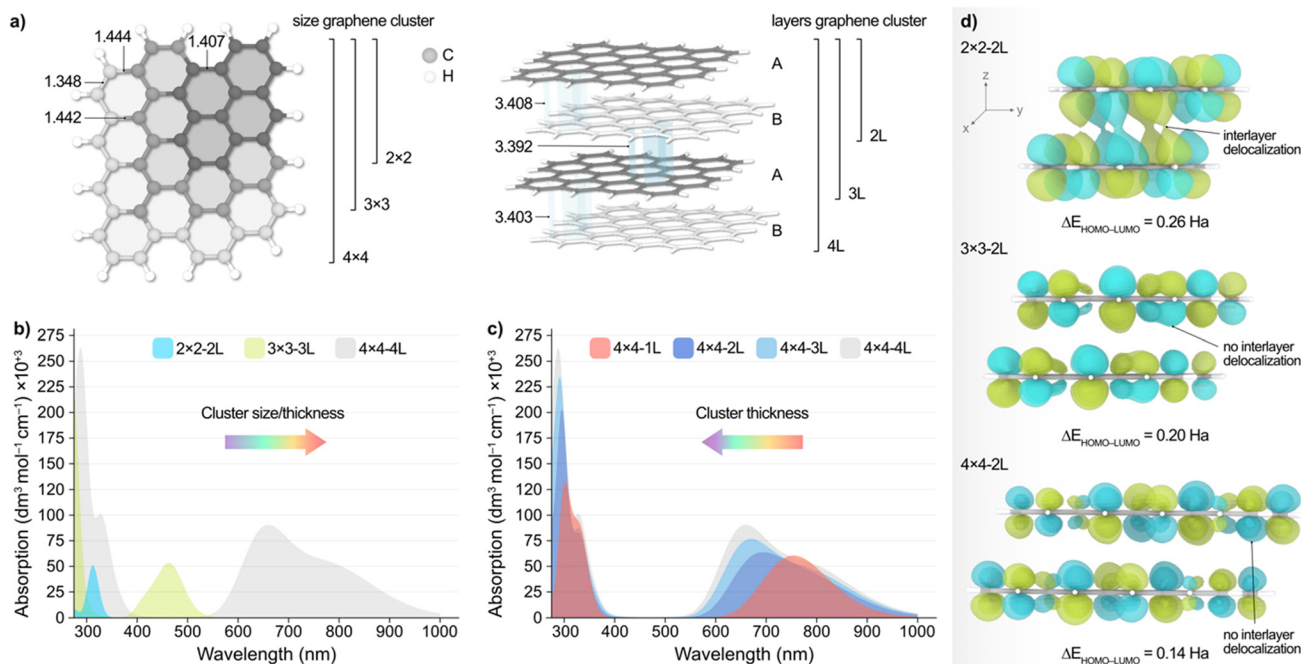 a)
size graphene cluster
1.444
1.407
1.348
1.442
C
H
2×2
3×3
4×4
layers graphene cluster
A
3.408
B
3.392
2L
A
3L
3.403
B
4L
b)
Absorption (dm³ mol⁻¹ cm⁻¹) ×10⁺³
275
250
225
200
175
150
125
100
75
50
25
0
2×2-2L
3×3-3L
4×4-4L
Cluster size/thickness
300 400 500 600 700 800 900 1000
Wavelength (nm)
c)
Absorption (dm³ mol⁻¹ cm⁻¹) ×10⁺³
275
250
225
200
175
150
125
100
75
50
25
0
4×4-1L
4×4-2L
4×4-3L
4×4-4L
Cluster thickness
300 400 500 600 700 800 900 1000
Wavelength (nm)
d)
2×2-2L
z
y
x
interlayer
delocalization
ΔE_HOMO–LUMO = 0.26 Ha
3×3-2L
no interlayer
delocalization
ΔE_HOMO–LUMO = 0.20 Ha
4×4-2L
no interlayer
delocalization
ΔE_HOMO–LUMO = 0.14 Ha